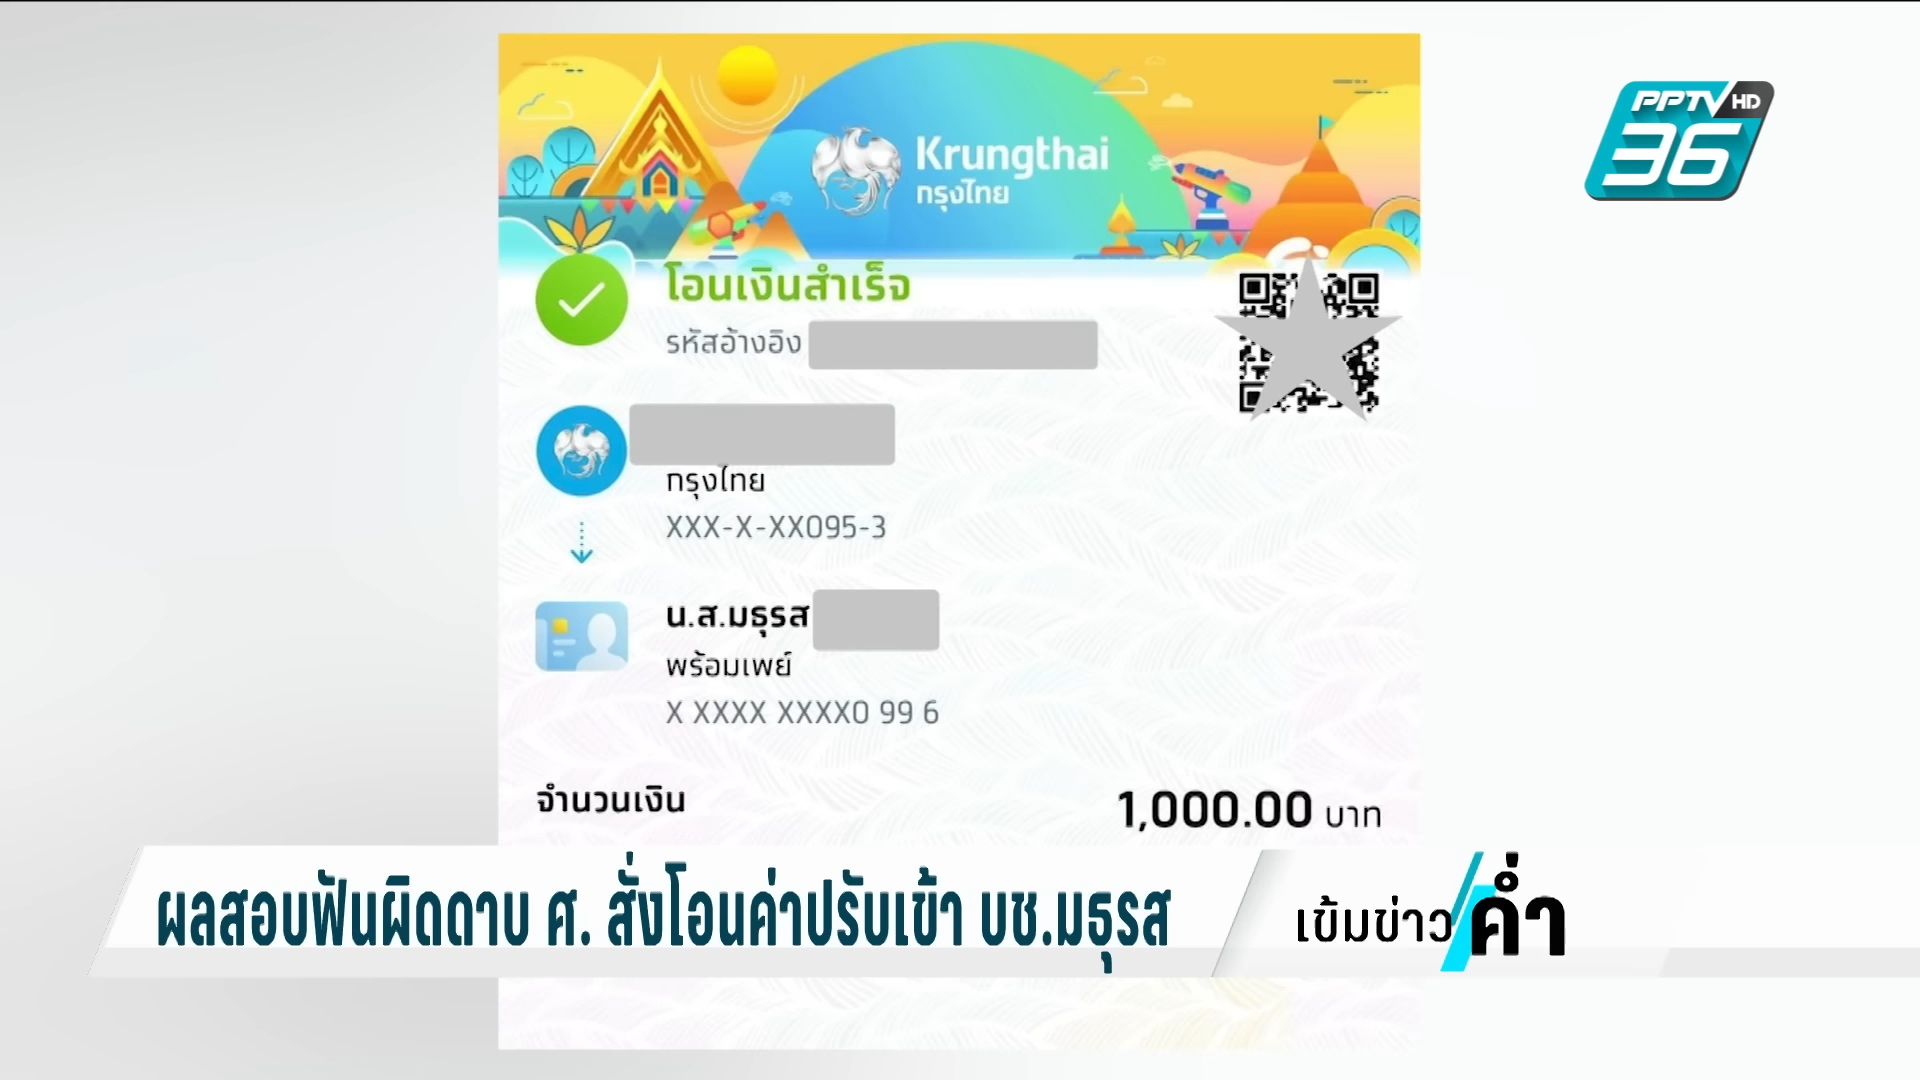 PPTV HD
36
Krungthai
กรุงไทย
โอนเงินสำเร็จ
รหัสอ้างอิง
กรุงไทย
XXX-X-XX095-3
น.ส.มธุรส
พร้อมเพย์
X XXXX XXXX0 99 6
จำนวนเงิน 1,000.00 บาท
ผลสอบฟันผิดดาบ ศ. สั่งโอนค่าปรับเข้า บช.มธุรส
เข้มข่าวค่ำ